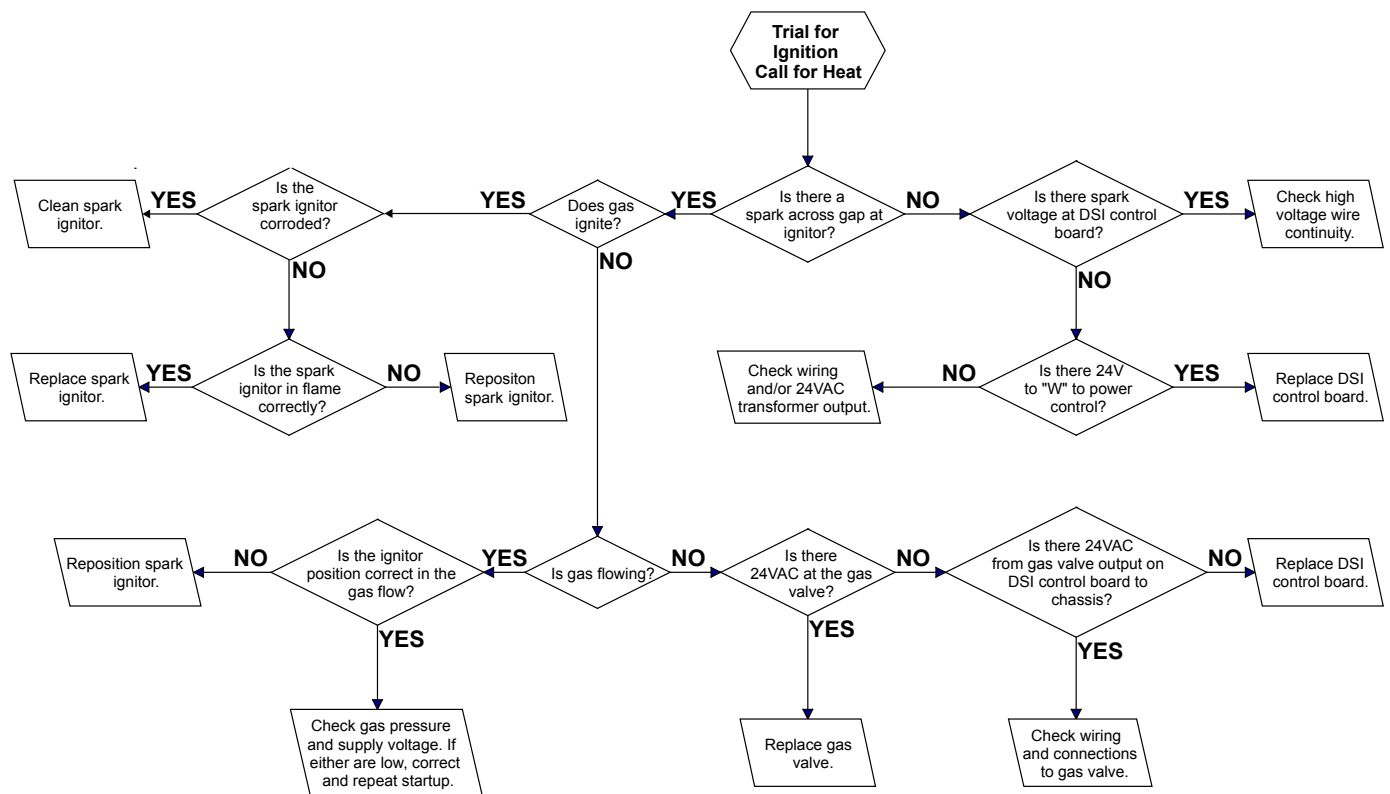 Trial for
Ignition
Call for Heat
Clean spark
ignitor.
YES
Is the
spark ignitor
corroded?
YES
Does gas
ignite?
YES
Is there a
spark across gap at
ignitor?
NO
Is there spark
voltage at DSI control
board?
YES
Check high
voltage wire
continuity.
NO
NO
NO
Replace spark
ignitor.
YES
Is the spark
ignitor in flame
correctly?
NO
Repositon
spark ignitor.
Check wiring
and/or 24VAC
transformer output.
NO
Is there 24V
to "W" to power
control?
YES
Replace DSI
control board.
Reposition spark
ignitor.
NO
Is the ignitor
position correct in the
gas flow?
YES
Is gas flowing?
NO
Is there
24VAC at the gas
valve?
NO
Is there 24VAC
from gas valve output on
DSI control board to
chassis?
NO
Replace DSI
control board.
YES
YES
YES
Check gas pressure
and supply voltage. If
either are low, correct
and repeat startup.
Replace gas
valve.
Check wiring
and connections
to gas valve.